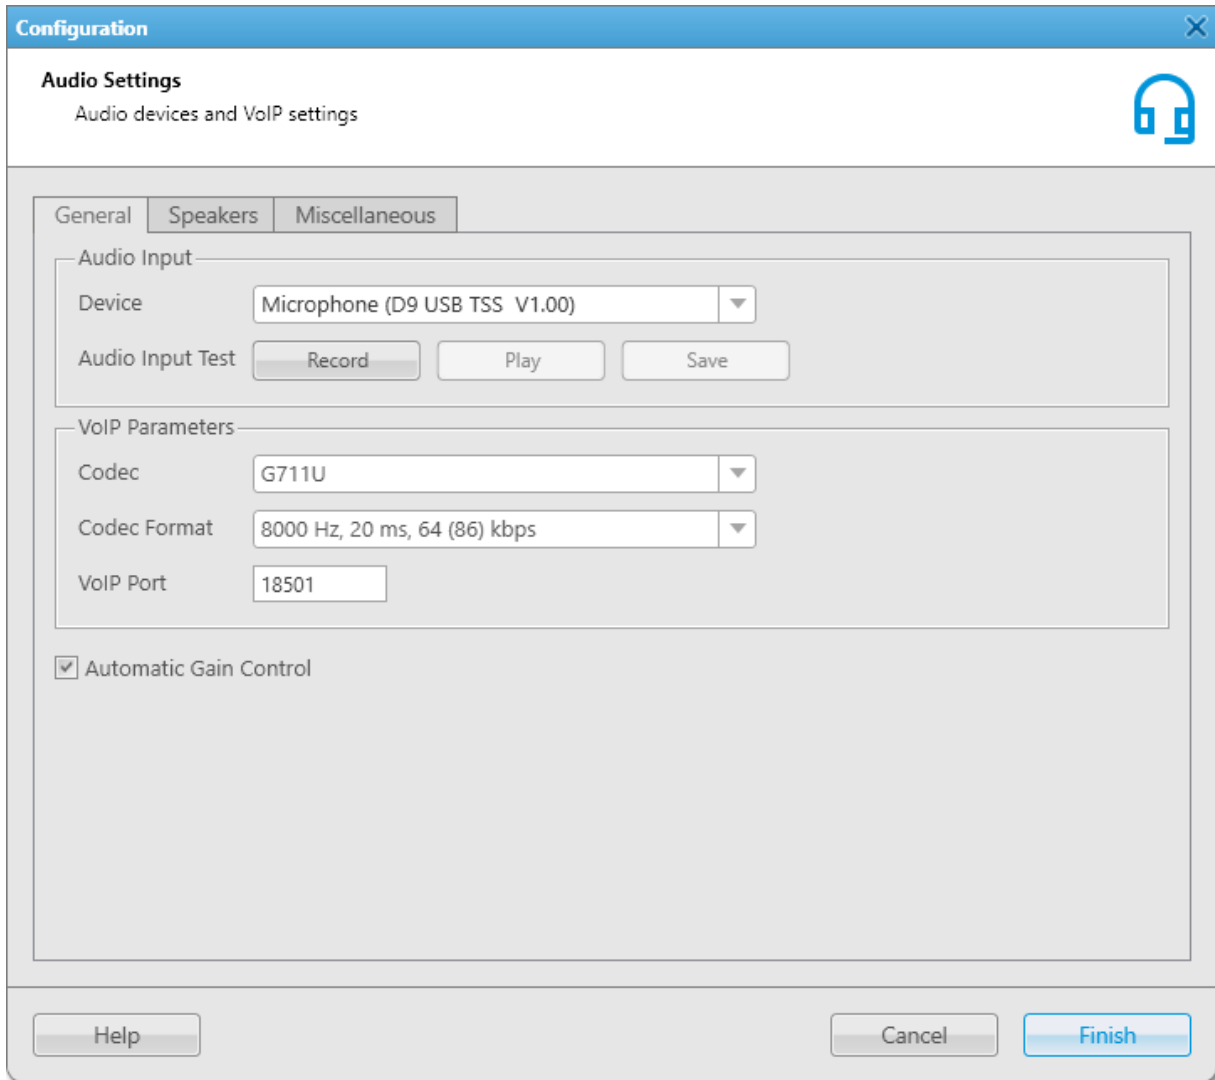 Configuration
Audio Settings
Audio devices and VoIP settings
General Speakers Miscellaneous
Audio Input
Device Microphone (D9 USB TSS  V1.00)
Audio Input Test Record Play Save
VoIP Parameters
Codec G711U
Codec Format 8000 Hz, 20 ms, 64 (86) kbps
VoIP Port 18501
Automatic Gain Control
Help Cancel Finish